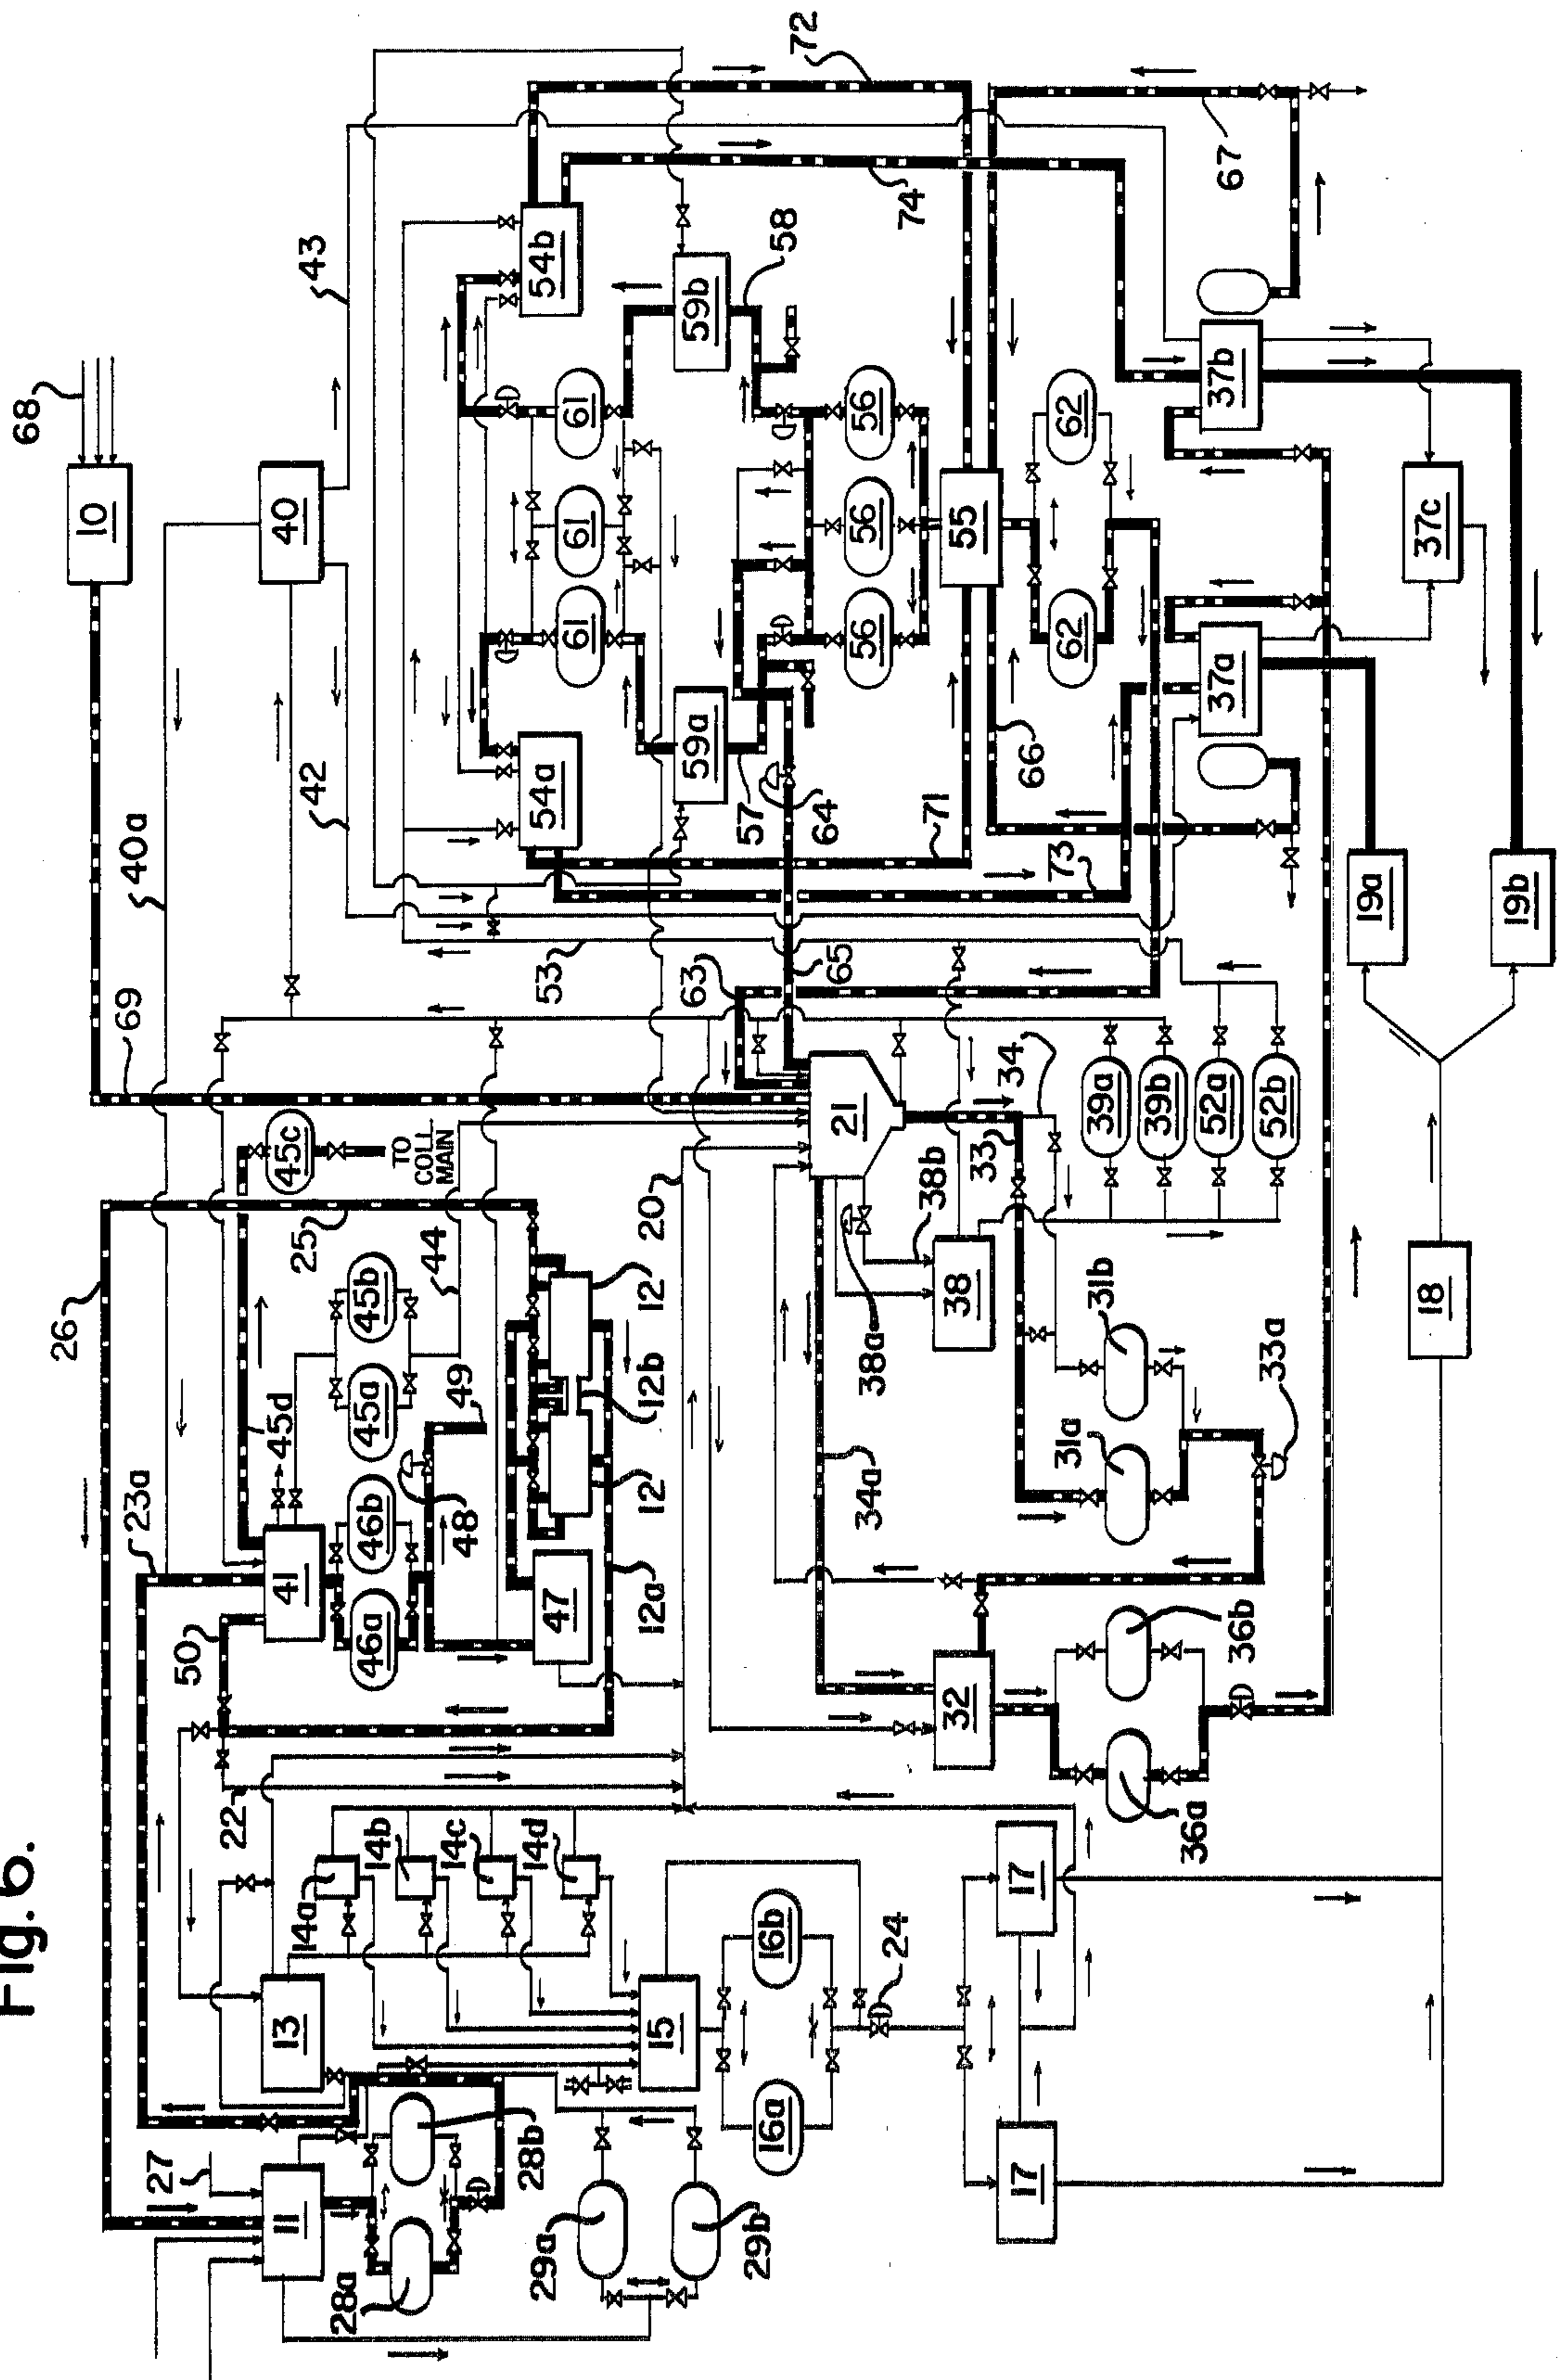 Fig. 6.
68
10
40
40a
42
43
72
69
26
23a
25
45c
TO
COLL
MAIN
45d
45b
45a
44
46b
46a
41
50
48
49
47
12
12
12b
12a
20
22
27
11
13
14a
14b
14c
14d
28a
28b
29a
29b
15
16a
16b
24
17
17
54a
54b
61
61
61
59a
59b
58
57
64
56
56
56
55
71
74
66
67
62
62
73
53
63
65
21
34
33
38b
38
38a
34a
39a
39b
52a
52b
31a
31b
33a
32
36a
36b
37a
37b
37c
19a
19b
18